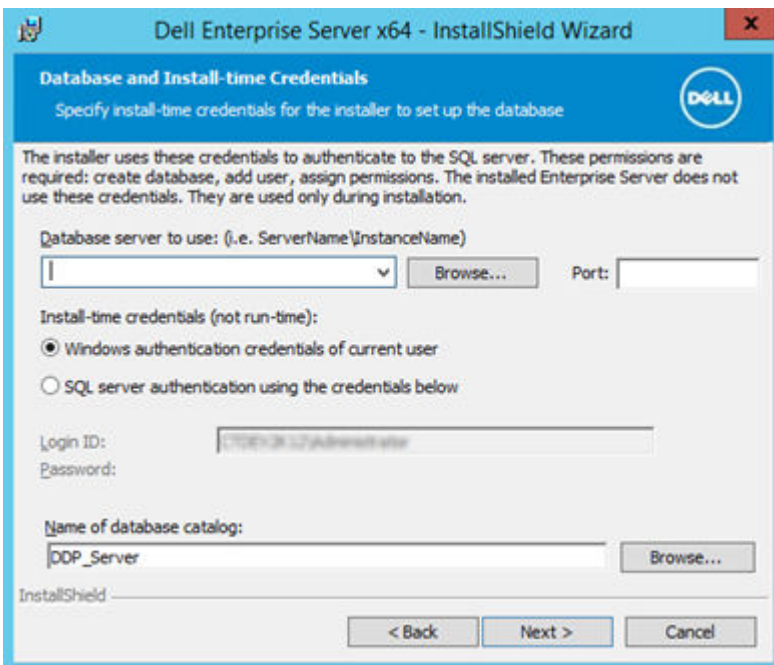 Dell Enterprise Server x64 - InstallShield Wizard
x
Database and Install-time Credentials
Specify install-time credentials for the installer to set up the database
DELL
The installer uses these credentials to authenticate to the SQL server. These permissions are
required: create database, add user, assign permissions. The installed Enterprise Server does not
use these credentials. They are used only during installation.
Database server to use: (i.e. ServerName\InstanceName)
Browse... Port:
Install-time credentials (not run-time):
Windows authentication credentials of current user
SQL server authentication using the credentials below
Login ID:
Password:
Name of database catalog:
DDP_Server Browse...
InstallShield
< Back Next > Cancel